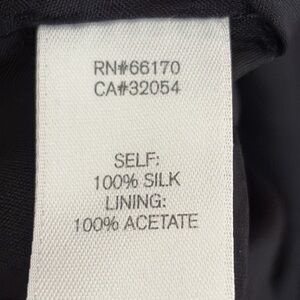 RN#66170
CA#32054
SELF:
100% SILK
LINING:
100% ACETATE